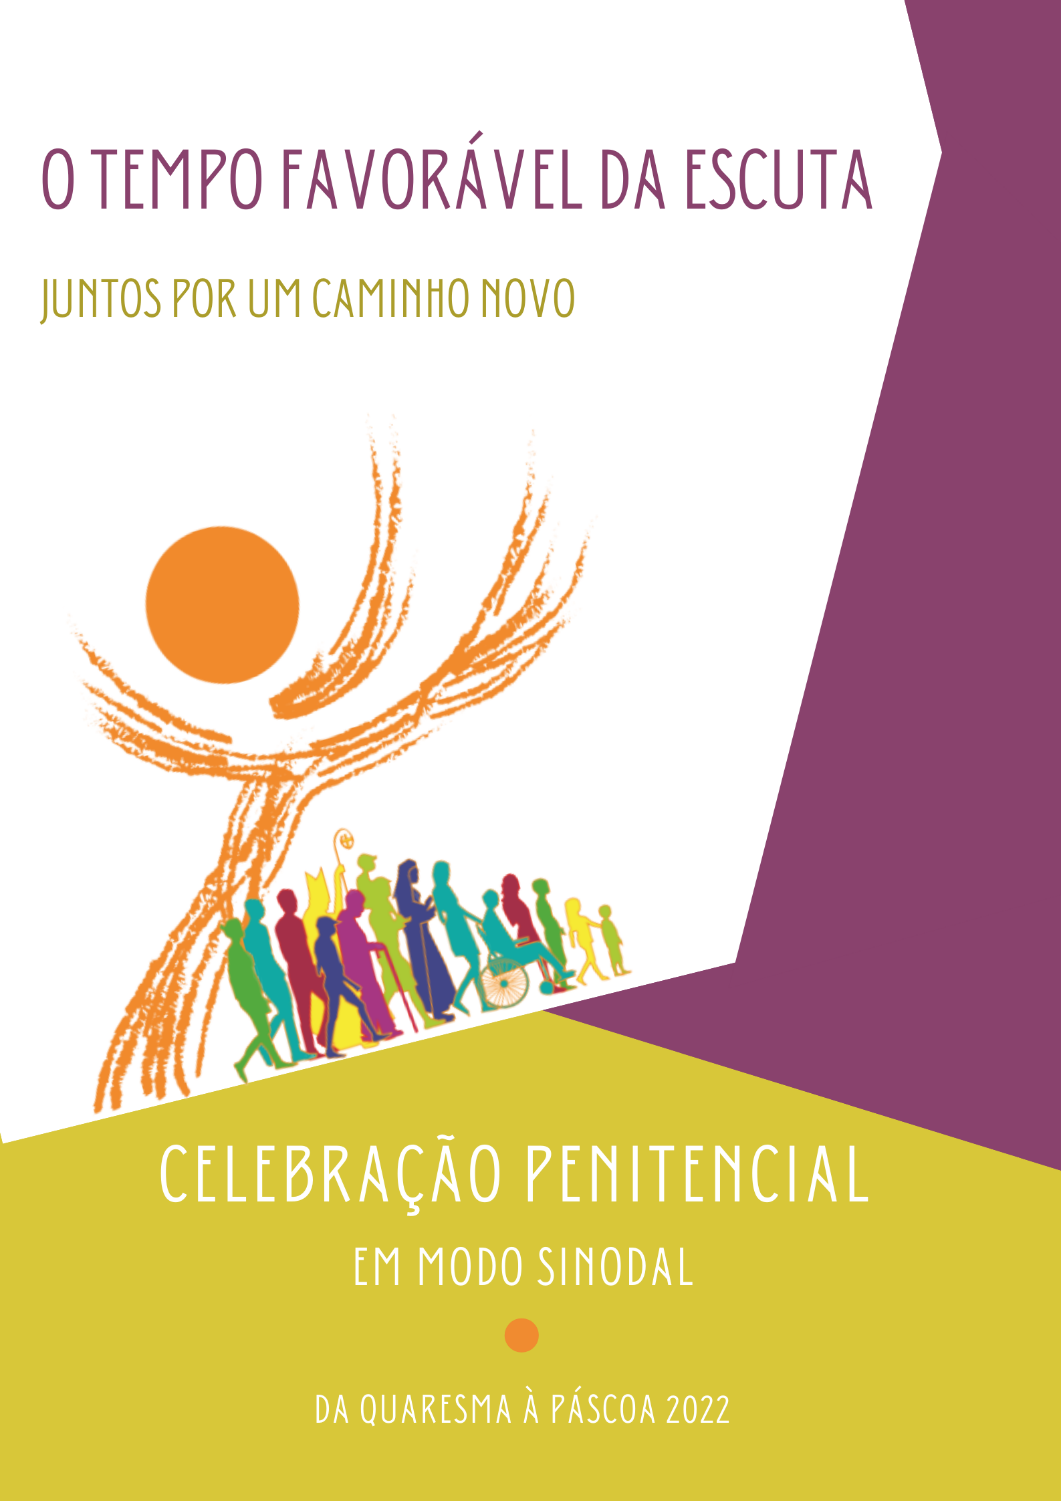 O TEMPO FAVORÁVEL DA ESCUTA
JUNTOS POR UM CAMINHO NOVO
CELEBRAÇÃO PENITENCIAL
EM MODO SINODAL
DA QUARESMA À PÁSCOA 2022